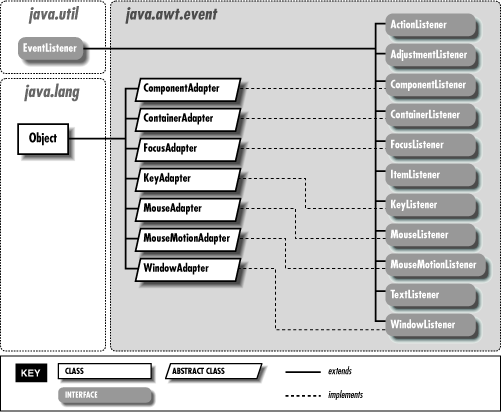 java.util
java.awt.event
EventListener
ActionListener
AdjustmentListener
java.lang
ComponentAdapter
ComponentListener
ContainerAdapter
ContainerListener
Object
FocusAdapter
FocusListener
KeyAdapter
ItemListener
MouseAdapter
KeyListener
MouseMotionAdapter
MouseListener
WindowAdapter
MouseMotionListener
TextListener
WindowListener
KEY
CLASS
ABSTRACT CLASS
extends
INTERFACE
implements